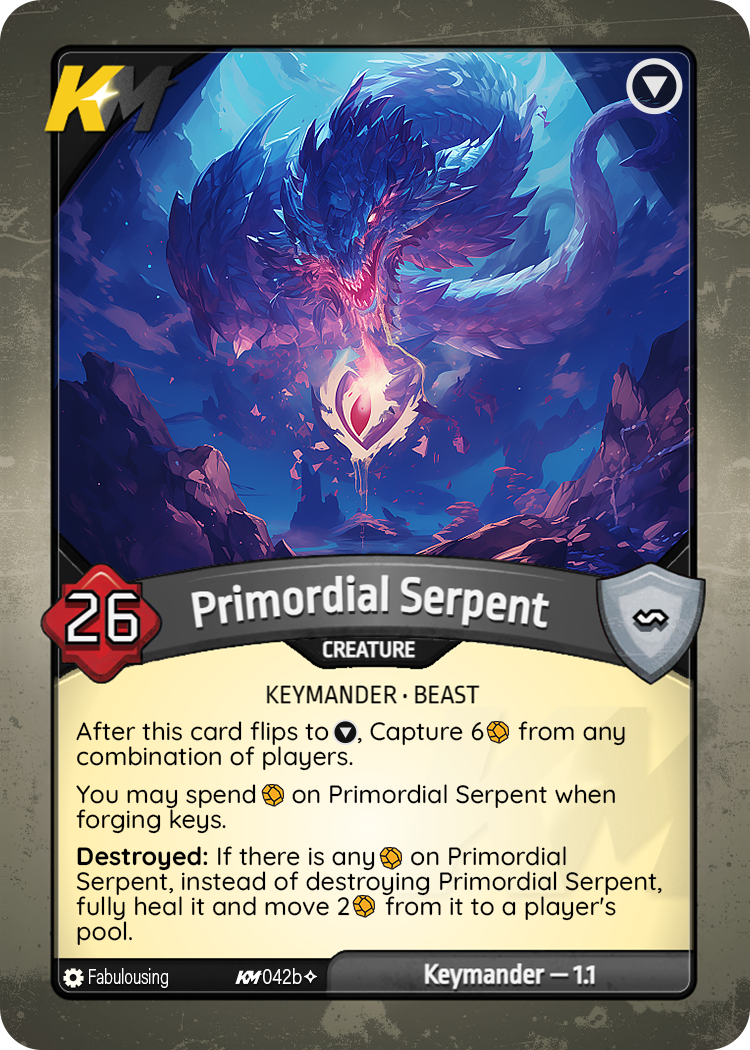 KM
26
Primordial Serpent
CREATURE
KEYMANDER • BEAST
After this card flips to ▼, Capture 6 from any
combination of players.
You may spend on Primordial Serpent when
forging keys.
Destroyed: If there is any on Primordial
Serpent, instead of destroying Primordial Serpent,
fully heal it and move 2 from it to a player's
pool.
Fabulousing
KM 042b
Keymander – 1.1